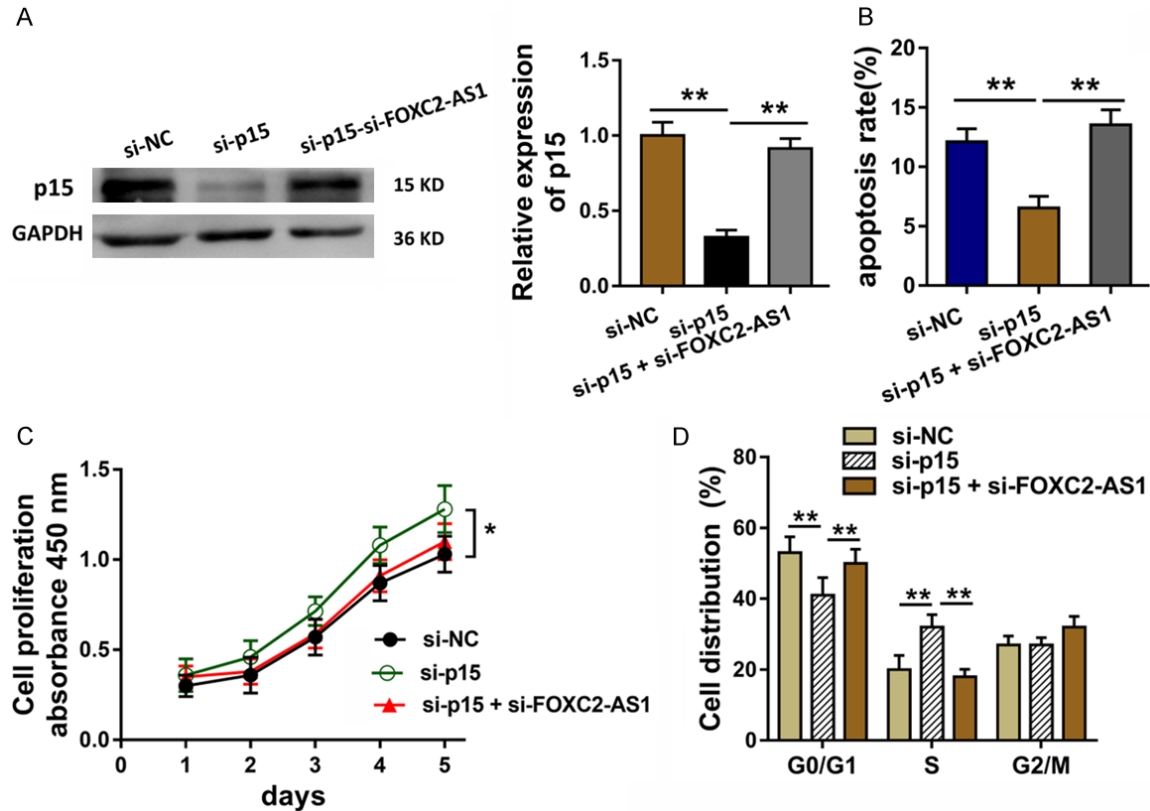 A
si-NC
si-p15
si-p15-si-FOXC2-AS1
p15
15 KD
GAPDH
36 KD
Relative expression
of p15
1.5
1.0
0.5
0.0
**
**
si-NC
si-p15
si-p15 + si-FOXC2-AS1
B
apoptosis rate(%)
20
15
10
5
0
**
**
si-NC
si-p15
si-p15 + si-FOXC2-AS1
C
Cell proliferation
absorbance 450 nm
1.5
1.0
0.5
0.0
0 1 2 3 4 5
days
*
si-NC
si-p15
si-p15 + si-FOXC2-AS1
D
si-NC
si-p15
si-p15 + si-FOXC2-AS1
Cell distribution (%)
80
60
40
20
0
**
**
**
**
G0/G1 S G2/M